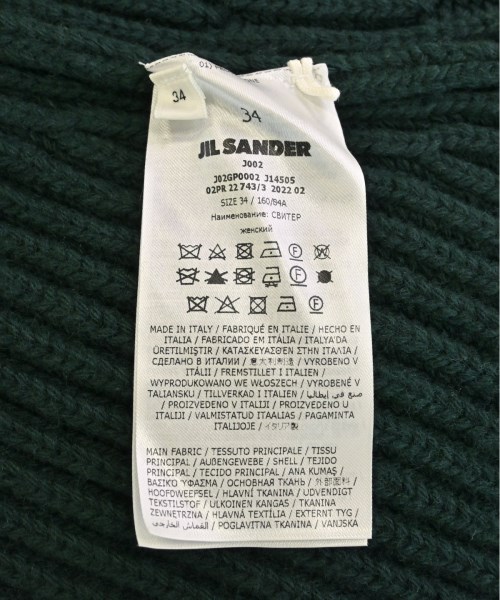 34
34
JIL SANDER
J002
J02GP0002 J14505
02PR 22 743/3 2022 02
SIZE 34 / 160/84A
Наименование: СВИТЕР
женский
MADE IN ITALY / FABRIQUÉ EN ITALIE / HECHO EN
ITALIA / FABRICADO EM ITÁLIA / ITALYA'DA
ÜRETILMIŞTIR / ΚΑΤΑΣΚΕΥΑΣΘΕΝ ΣΤΗΝ ΙΤΑΛΙΑ /
СДЕЛАНО В ИТАЛИИ / 意大利制造 / VYROBENO V
ITÁLII / FREMSTILLET I ITALIEN /
WYPRODUKOWANO WE WŁOSZECH / VYROBENÉ V
TALIANSKU / TILLVERKAD I ITALIEN / صنع في إيطاليا
/ PROIZVEDENO V ITALIJI / PROIZVEDENO U
ITALIJI / VALMISTATUD ITAALIAS / PAGAMINTA
ITALIJOJE / イタリア製
MAIN FABRIC / TESSUTO PRINCIPALE / TISSU
PRINCIPAL / AUßENGEWEBE / SHELL / TEJIDO
PRINCIPAL / TECIDO PRINCIPAL / ANA KUMAŞ /
ΒΑΣΙΚΟ ΥΦΑΣΜΑ / ОСНОВНАЯ ТКАНЬ / 外部面料 /
HOOFDWEEFSEL / HLAVNÍ TKANINA / UDVENDIGT
TEKSTILSTOF / ULKOINEN KANGAS / TKANINA
ZEWNETRZNA / HLAVNÁ TEXTÍLIA / EXTERNT TYG /
القماش الخارجي / POGLAVITNA TKANINA / VANJSKA